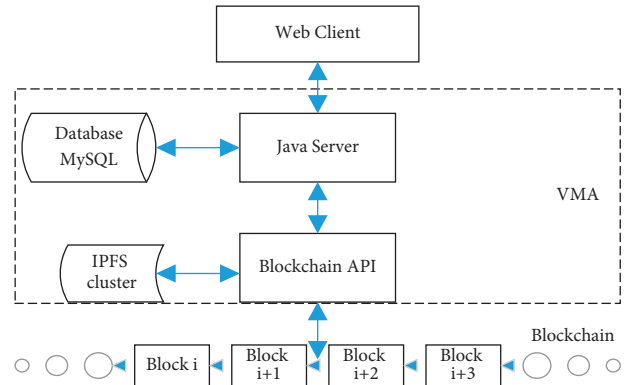 Web Client
Database
MySQL
Java Server
VMA
IPFS
cluster
Blockchain API
Blockchain
Block i
Block
i+1
Block
i+2
Block
i+3